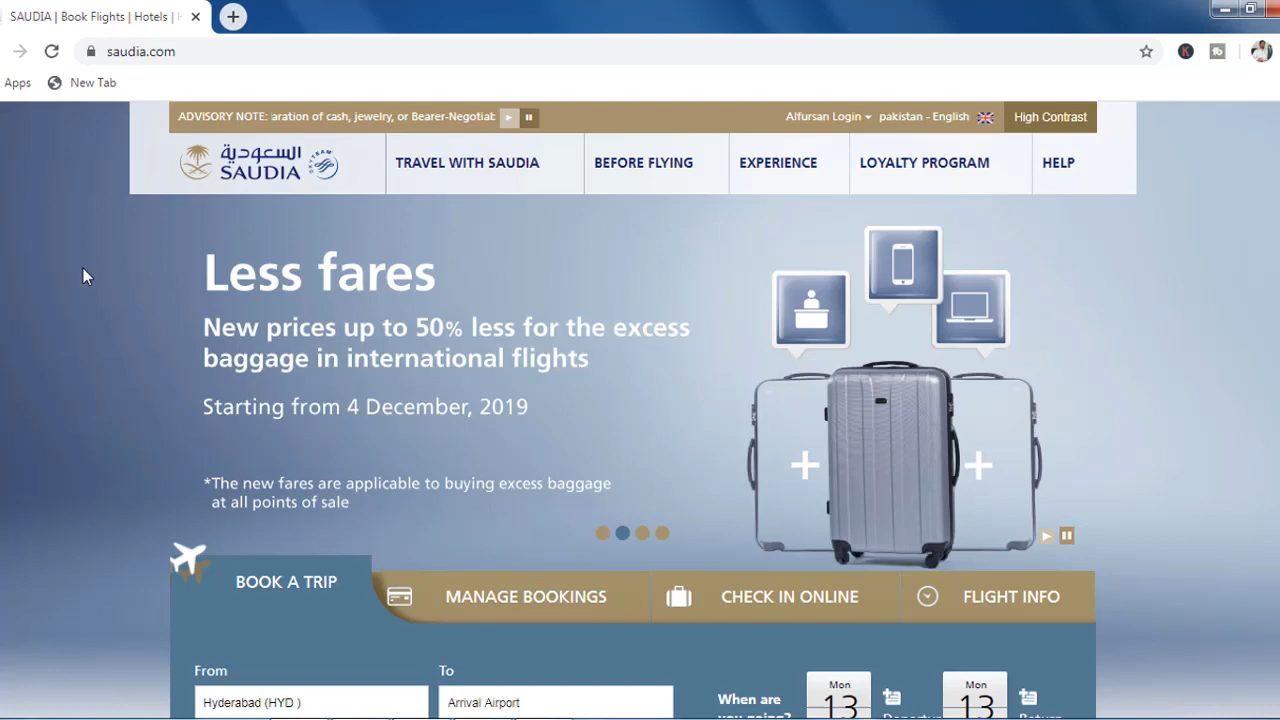 SAUDIA | Book Flights | Hotels |
saudia.com
Apps
New Tab
ADVISORY NOTE: aration of cash, jewelry, or Bearer-Negotial
Alfursan Login
pakistan - English
High Contrast
السعودية
SAUDIA
SKYTEAM
TRAVEL WITH SAUDIA
BEFORE FLYING
EXPERIENCE
LOYALTY PROGRAM
HELP
Less fares
New prices up to 50% less for the excess
baggage in international flights
Starting from 4 December, 2019
*The new fares are applicable to buying excess baggage
at all points of sale
BOOK A TRIP
MANAGE BOOKINGS
CHECK IN ONLINE
FLIGHT INFO
From
To
Hyderabad (HYD )
Arrival Airport
When are
you going?
Mon
13
Mon
13